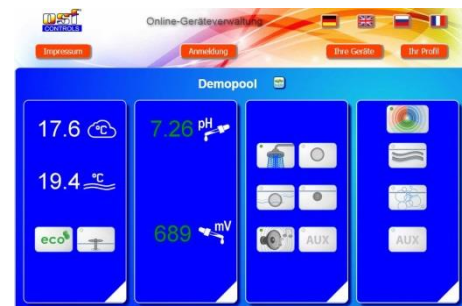 osf
CONTROLS
Online-Geräteverwaltung
Impressum
Anmeldung
Ihre Geräte
Ihr Profil
Demopool
17.6 °C
7.26 pH
19.4 °C
689 mV
eco
AUX
AUX